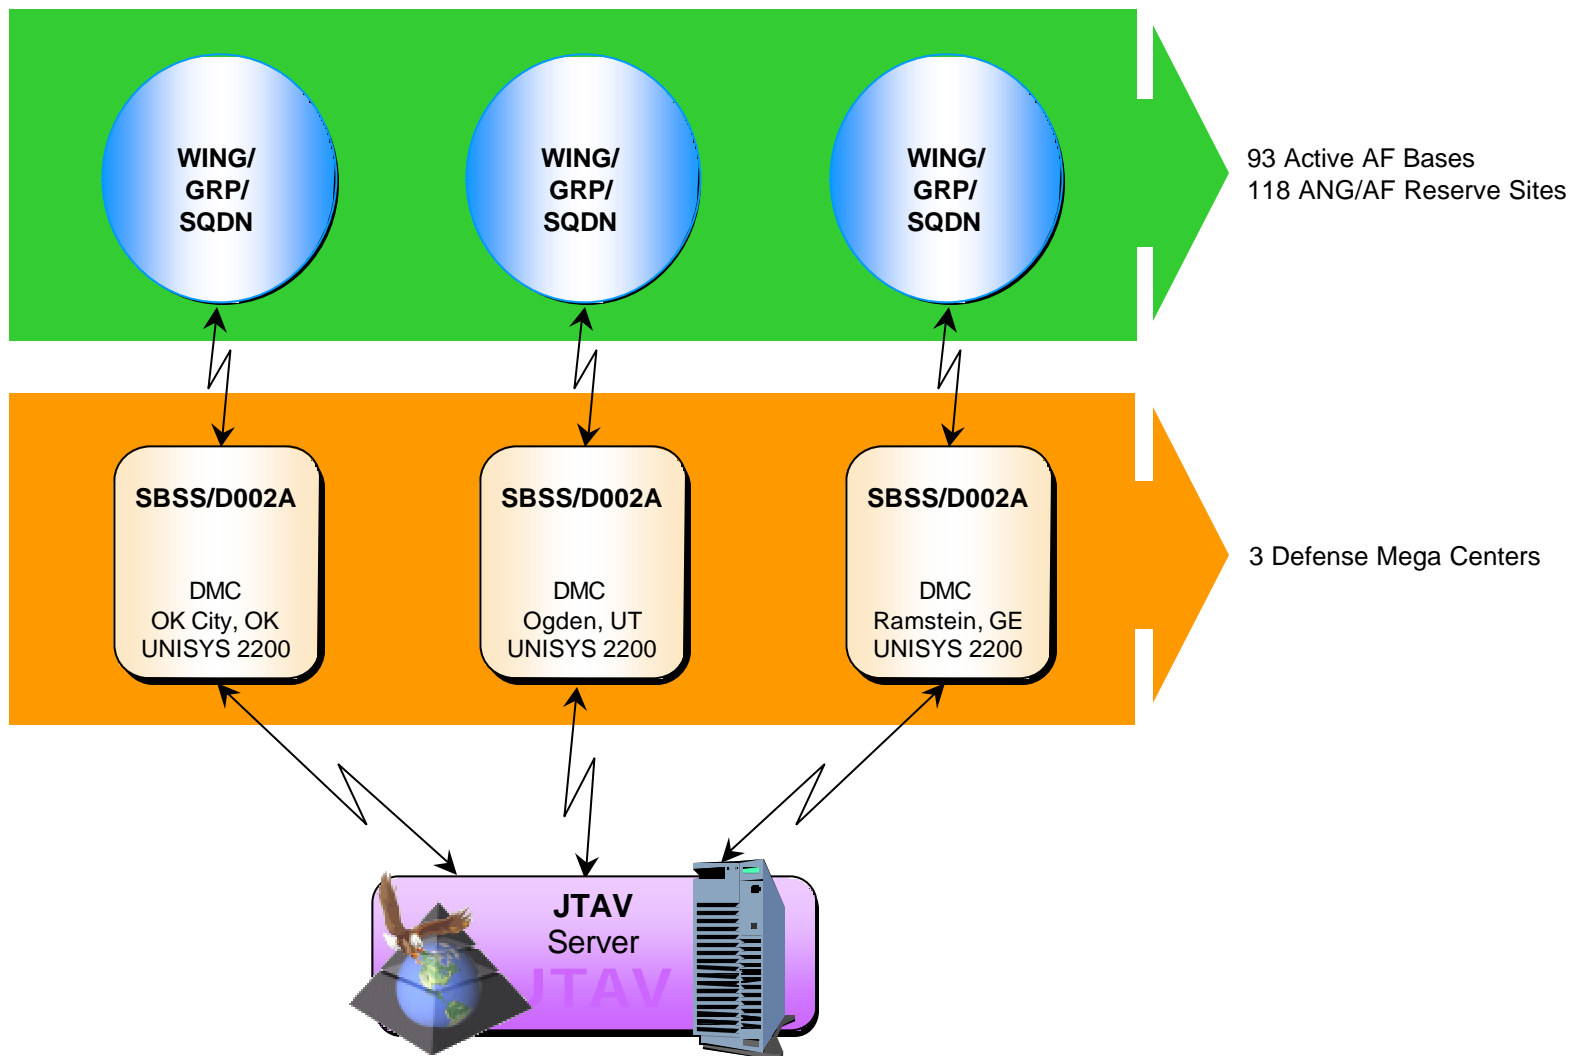 WING/
GRP/
SQDN
WING/
GRP/
SQDN
WING/
GRP/
SQDN
93 Active AF Bases
118 ANG/AF Reserve Sites
SBSS/D002A
DMC
OK City, OK
UNISYS 2200
SBSS/D002A
DMC
Ogden, UT
UNISYS 2200
SBSS/D002A
DMC
Ramstein, GE
UNISYS 2200
3 Defense Mega Centers
JTAV
Server
JTAV